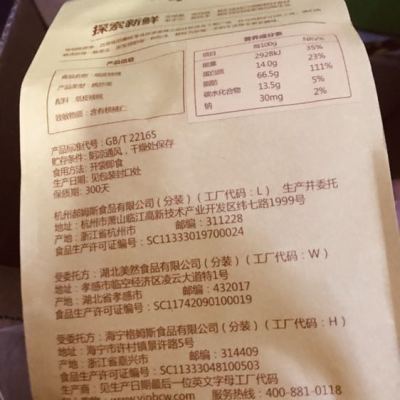 探索新鲜
产品信息
产品标准代号: GB/T 22165
贮存条件: 阴凉通风，干燥处保存
食用方法: 开袋即食
生产日期: 见包装封口处
保质期: 300天
致敏物质: 含有核桃仁
营养成分表
项目 每100g NRV%
能量 2928kJ 35%
蛋白质 14.0g 23%
脂肪 66.5g 111%
碳水化合物 13.5g 5%
钠 30mg 2%
杭州郝姆斯食品有限公司(分装)(工厂代码: L) 生产并委托
地址: 杭州市萧山临江高新技术产业开发区纬七路1999号
产地: 浙江省杭州市 邮编: 311228
食品生产许可证编号: SC11333019700024
受委托方: 湖北美然食品有限公司(分装)(工厂代码: W)
地址: 孝感市临空经济区凌云大道特1号
产地: 湖北省孝感市 邮编: 432017
食品生产许可证编号: SC11742090100019
受委托方: 海宁格姆斯食品有限公司(分装)(工厂代码: H)
地址: 海宁市许村镇景许路5号
产地: 浙江省嘉兴市 邮编: 314409
食品生产许可证编号: SC11333048100503
生产商: 见生产日期最后一位英文字母工厂代码
服务热线: 400-881-0118